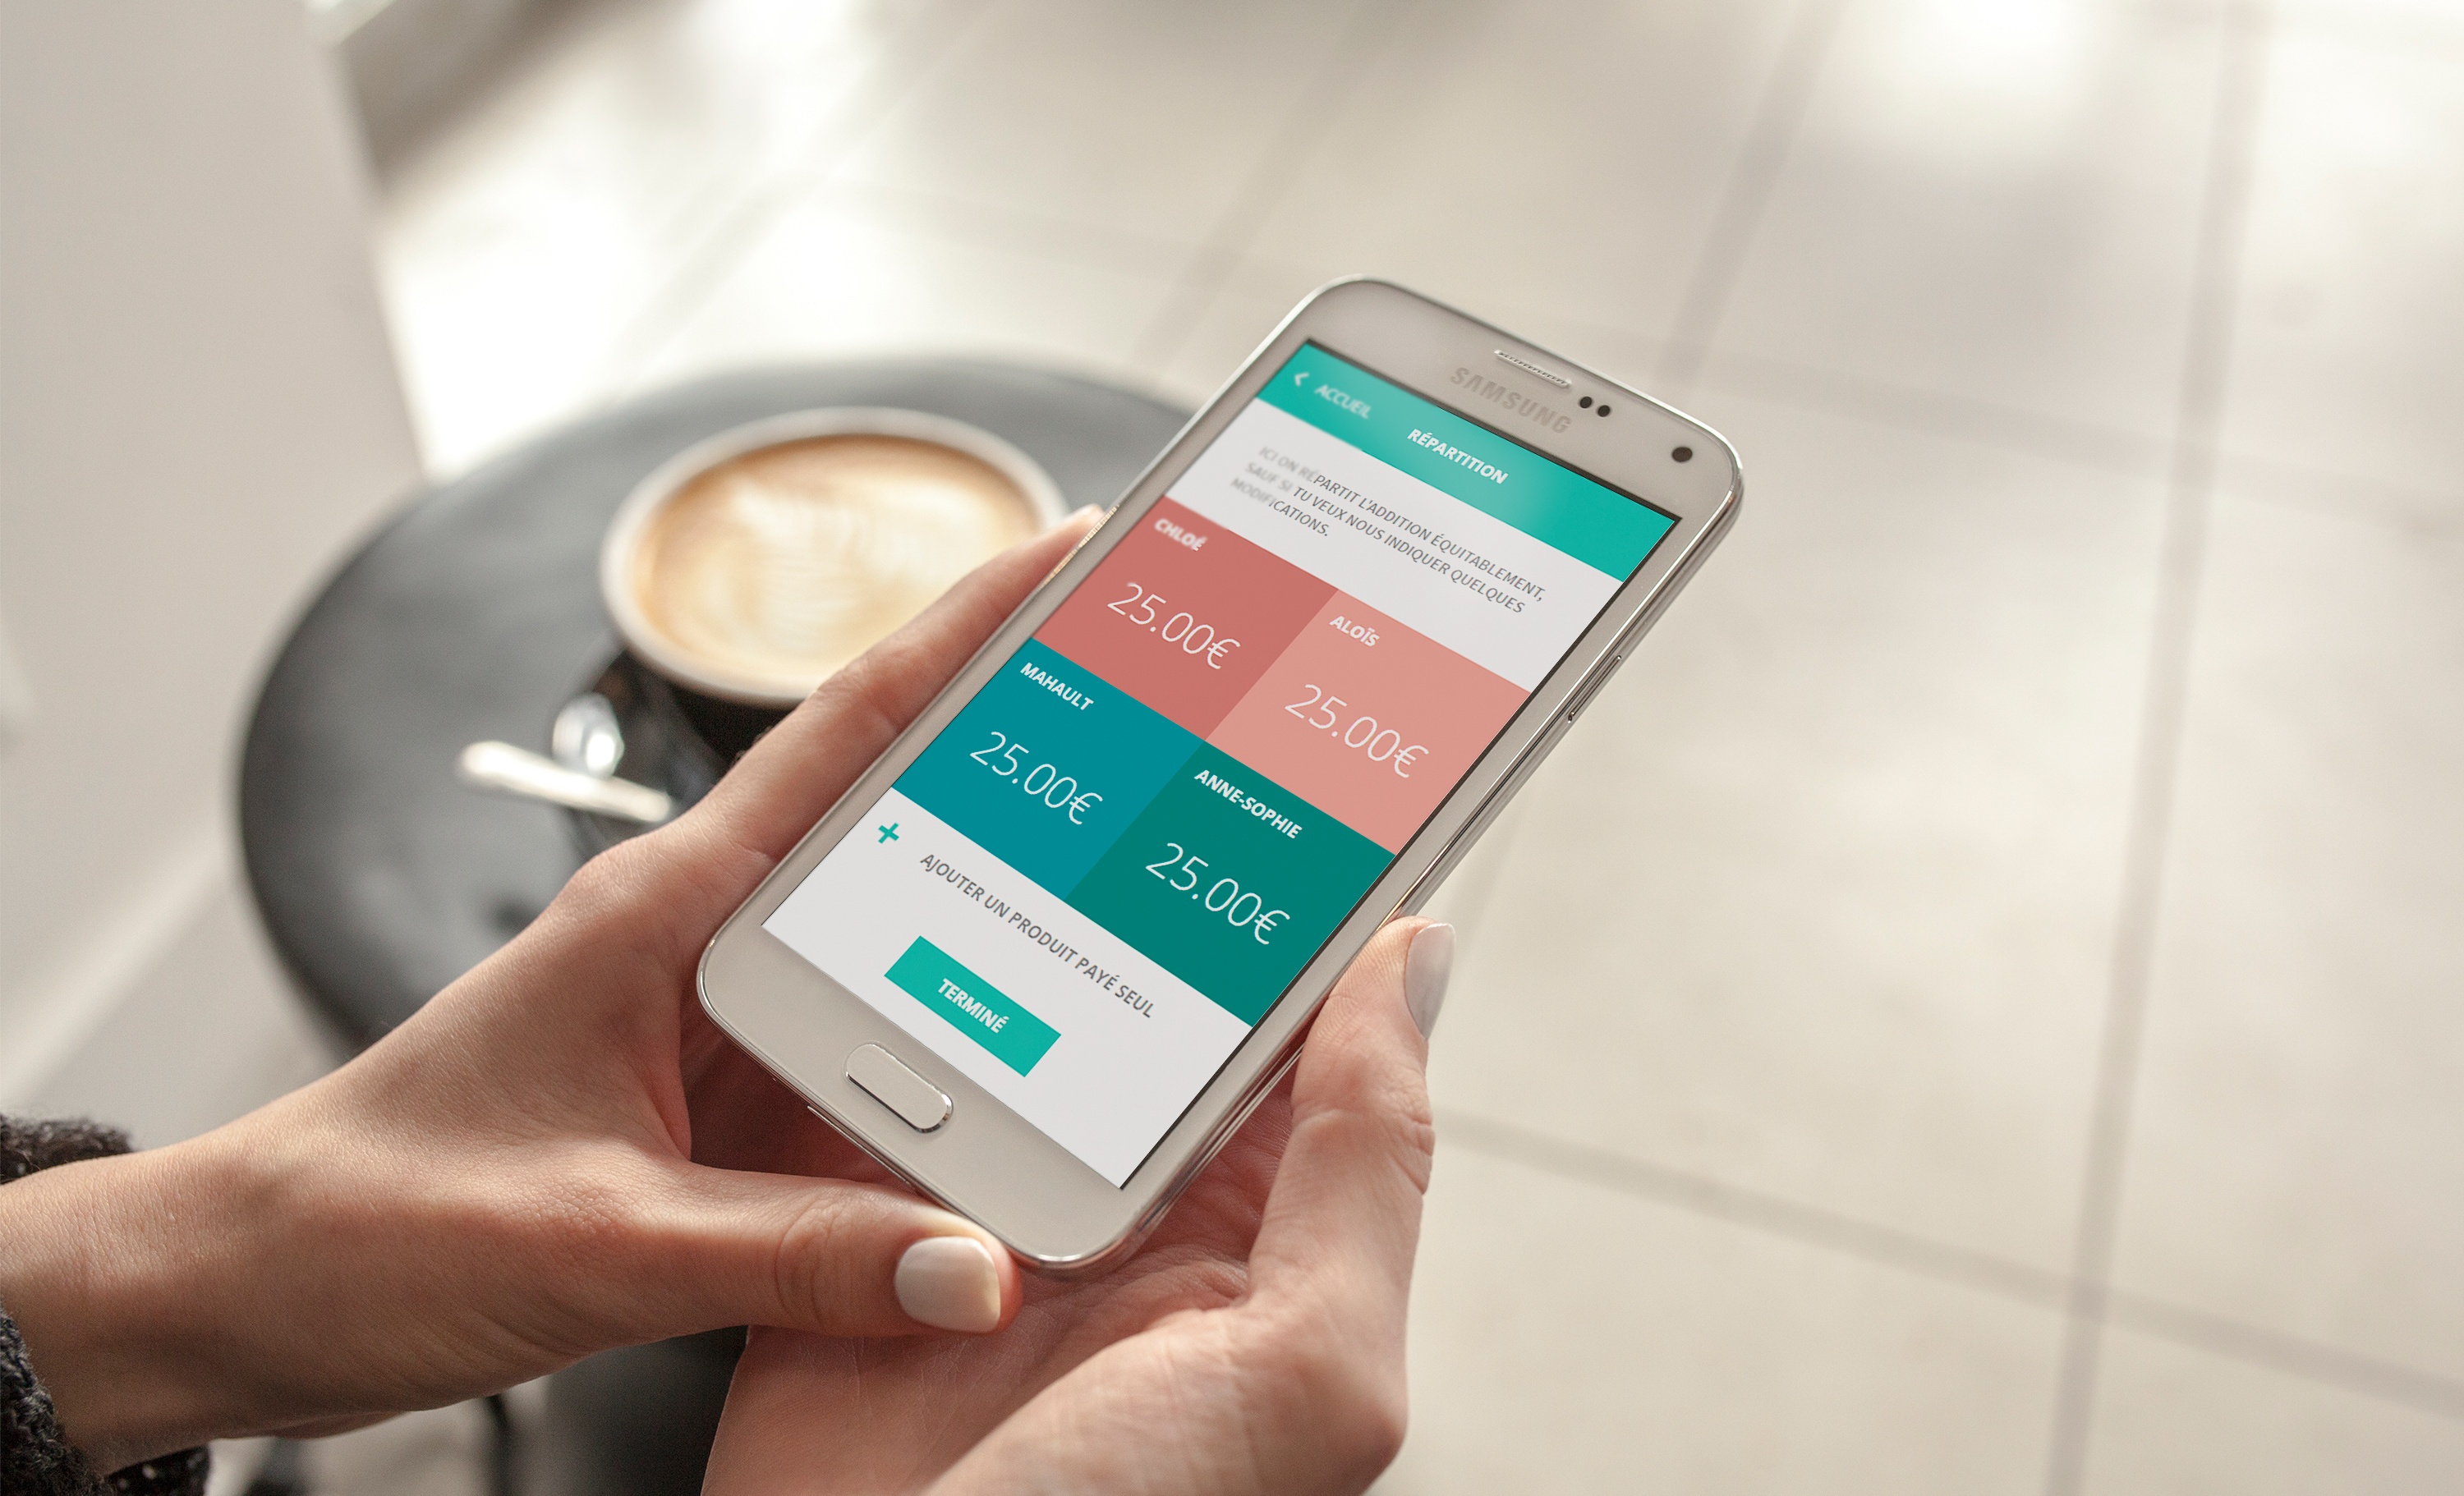 SAMSUNG
ACCUEIL
RÉPARTITION
ICI ON RÉPARTIT L'ADDITION ÉQUITABLEMENT,
SAUF SI TU VEUX NOUS INDIQUER QUELQUES
MODIFICATIONS.
CHLOÉ
25.00€
ALOÏS
25.00€
MAHAULT
25.00€
ANNE-SOPHIE
25.00€
+ AJOUTER UN PRODUIT PAYÉ SEUL
TERMINÉ